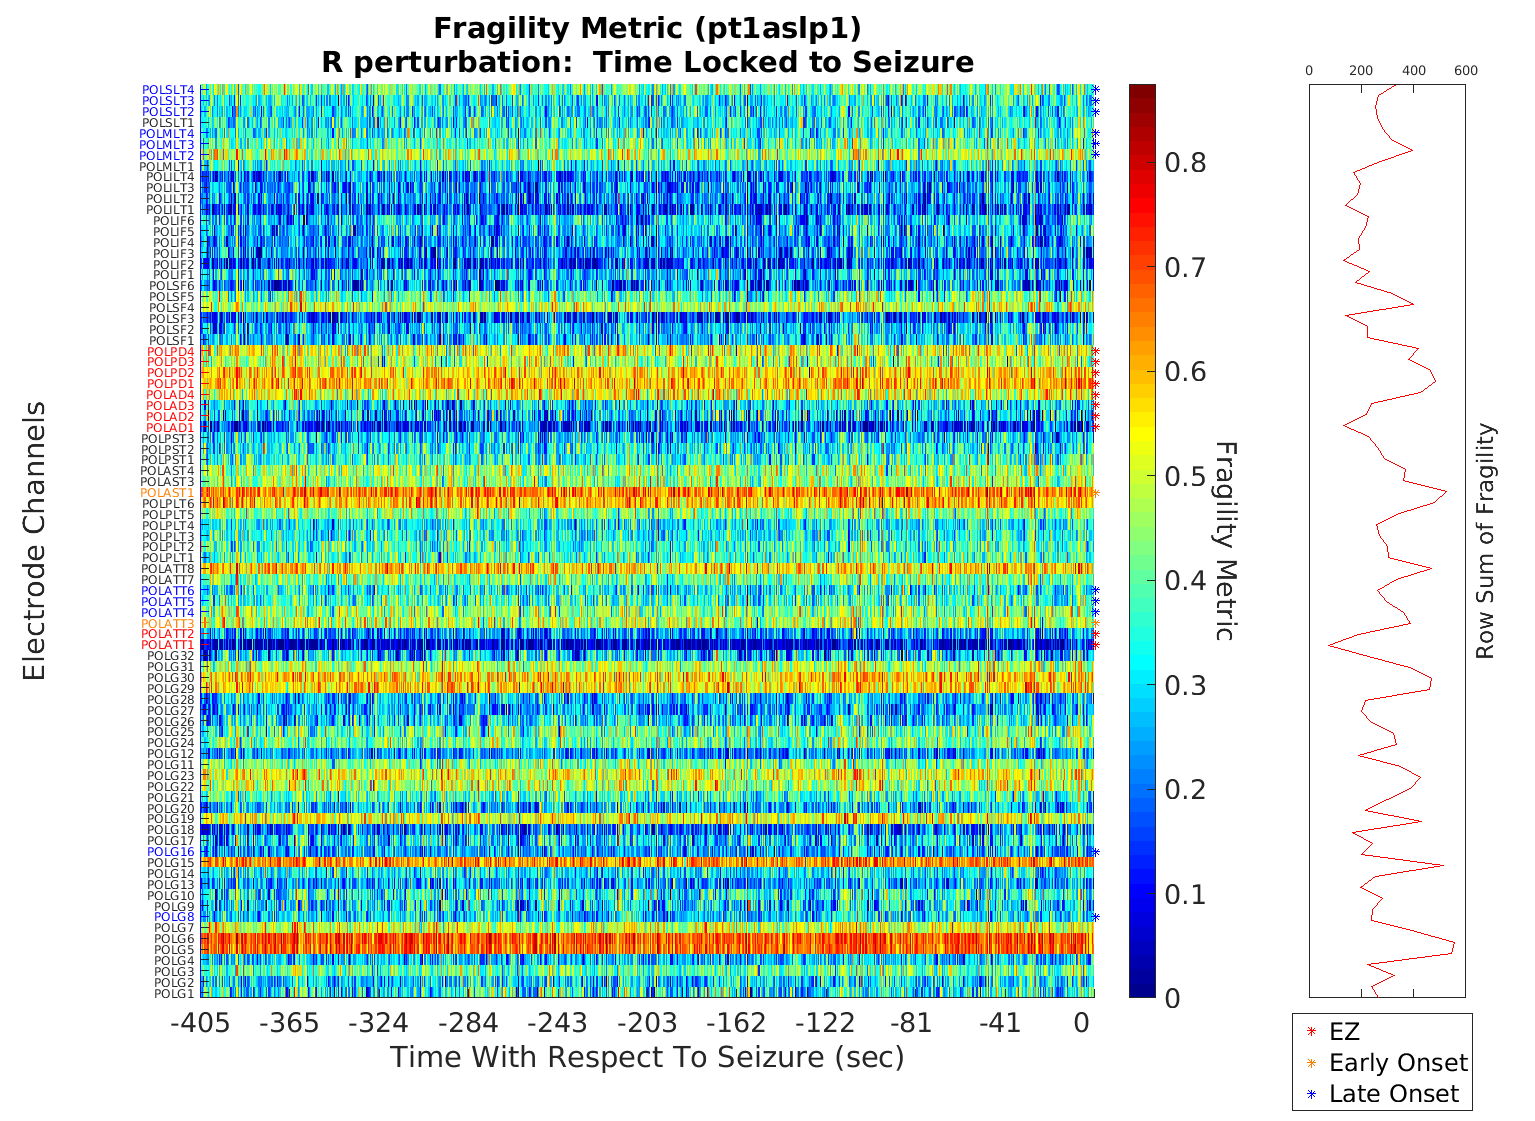 Fragility Metric (pt1aslp1)
R perturbation:  Time Locked to Seizure
Electrode Channels
POLSLT4
POLSLT3
POLSLT2
POLSLT1
POLMLT4
POLMLT3
POLMLT2
POLMLT1
POLILT4
POLILT3
POLILT2
POLILT1
POLIF6
POLIF5
POLIF4
POLIF3
POLIF2
POLIF1
POLSF6
POLSF5
POLSF4
POLSF3
POLSF2
POLSF1
POLPD4
POLPD3
POLPD2
POLPD1
POLAD4
POLAD3
POLAD2
POLAD1
POLPST3
POLPST2
POLPST1
POLAST4
POLAST3
POLAST1
POLPLT6
POLPLT5
POLPLT4
POLPLT3
POLPLT2
POLPLT1
POLATT8
POLATT7
POLATT6
POLATT5
POLATT4
POLATT3
POLATT2
POLATT1
POLG32
POLG31
POLG30
POLG29
POLG28
POLG27
POLG26
POLG25
POLG24
POLG12
POLG11
POLG23
POLG22
POLG21
POLG20
POLG19
POLG18
POLG17
POLG16
POLG15
POLG14
POLG13
POLG10
POLG9
POLG8
POLG7
POLG6
POLG5
POLG4
POLG3
POLG2
POLG1
-405 -365 -324 -284 -243 -203 -162 -122 -81 -41 0
Time With Respect To Seizure (sec)
0.8
0.7
0.6
0.5
0.4
0.3
0.2
0.1
0
Fragility Metric
0 200 400 600
Row Sum of Fragility
EZ
Early Onset
Late Onset